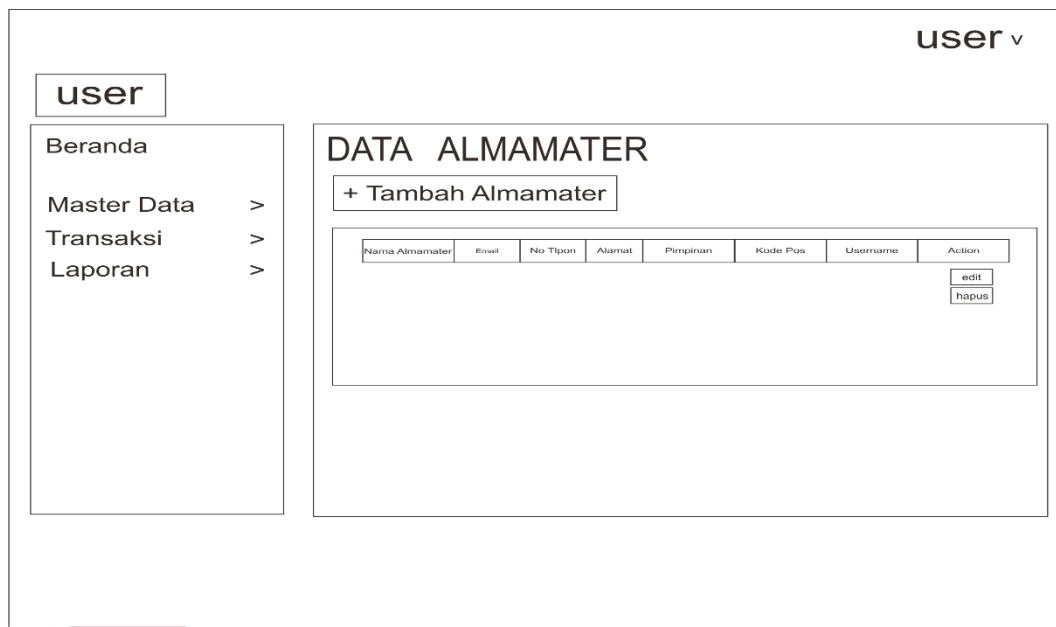 user v
user
Beranda
Master Data >
Transaksi >
Laporan >
DATA ALMAMATER
+ Tambah Almamater
Nama Almamater Email No Tlpon Alamat Pimpinan Kode Pos Username Action
edit
hapus